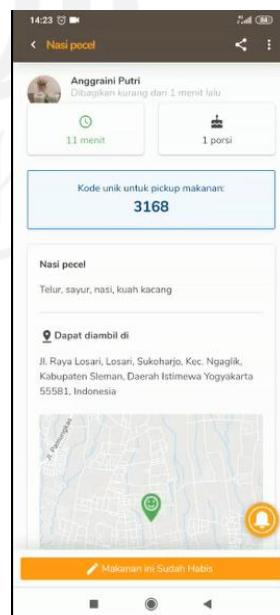 14:23
Nasi pecel
Anggraini Putri
Dibagikan kurang dari 1 menit lalu
11 menit
1 porsi
Kode unik untuk pickup makanan:
3168
Nasi pecel
Telur, sayur, nasi, kuah kacang
Dapat diambil di
Jl. Raya Losari, Losari, Sukoharjo, Kec. Ngaglik,
Kabupaten Sleman, Daerah Istimewa Yogyakarta
55581, Indonesia
Jl. Pamungkas
Makanan ini Sudah Habis